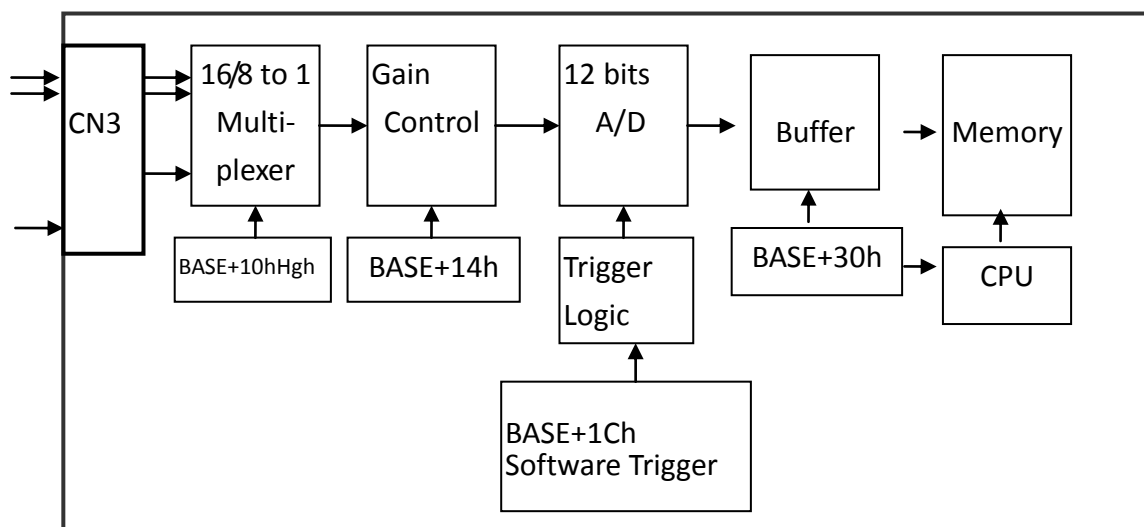 CN3
16/8 to 1
Multi-
plexer
Gain
Control
12 bits
A/D
Buffer
Memory
BASE+10hHgh
BASE+14h
Trigger
Logic
BASE+30h
CPU
BASE+1Ch
Software Trigger